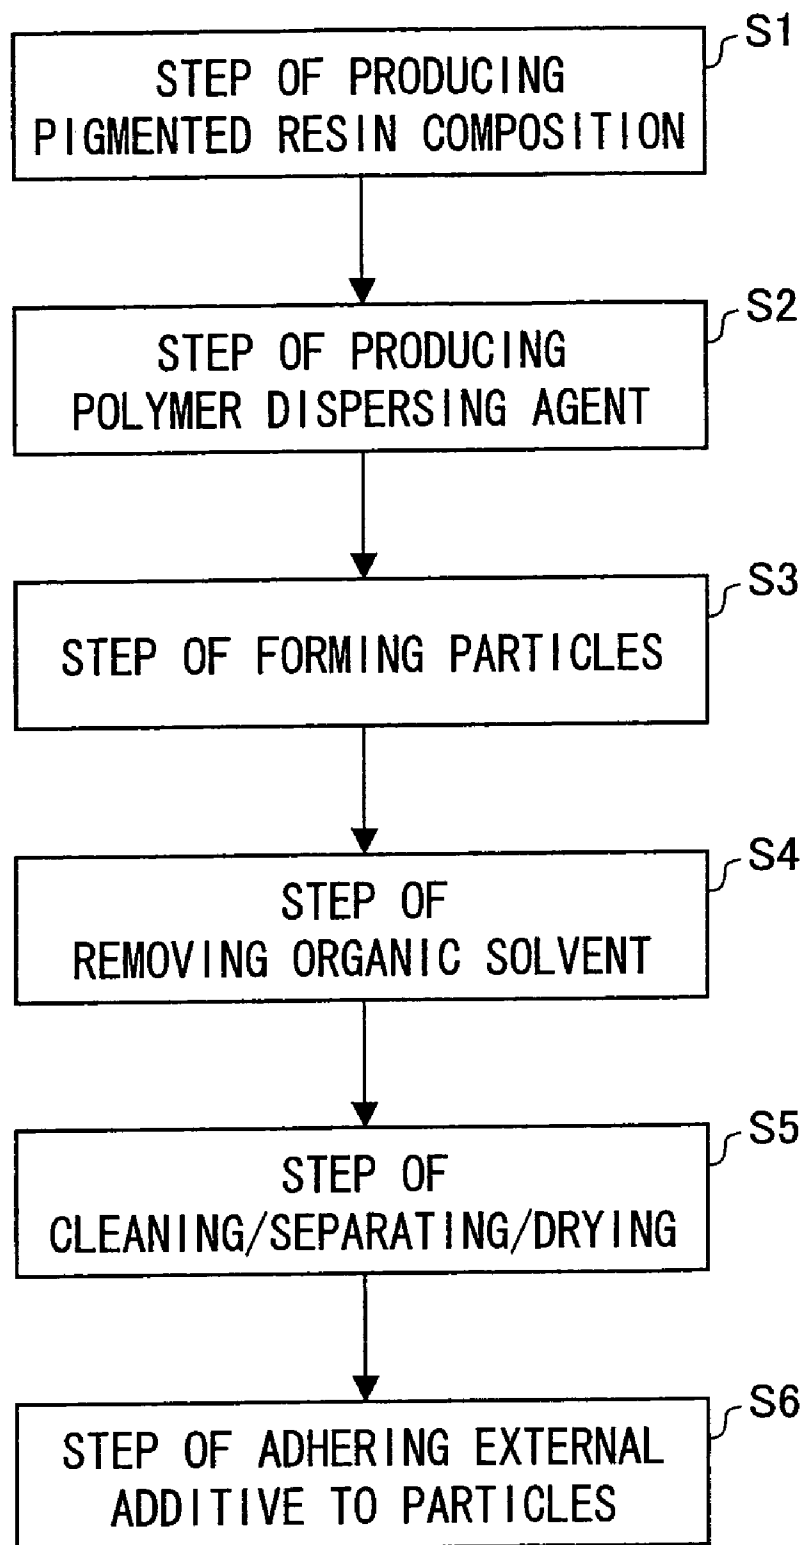 S1
STEP OF PRODUCING
PIGMENTED RESIN COMPOSITION
S2
STEP OF PRODUCING
POLYMER DISPERSING AGENT
S3
STEP OF FORMING PARTICLES
S4
STEP OF
REMOVING ORGANIC SOLVENT
S5
STEP OF
CLEANING/SEPARATING/DRYING
S6
STEP OF ADHERING EXTERNAL
ADDITIVE TO PARTICLES